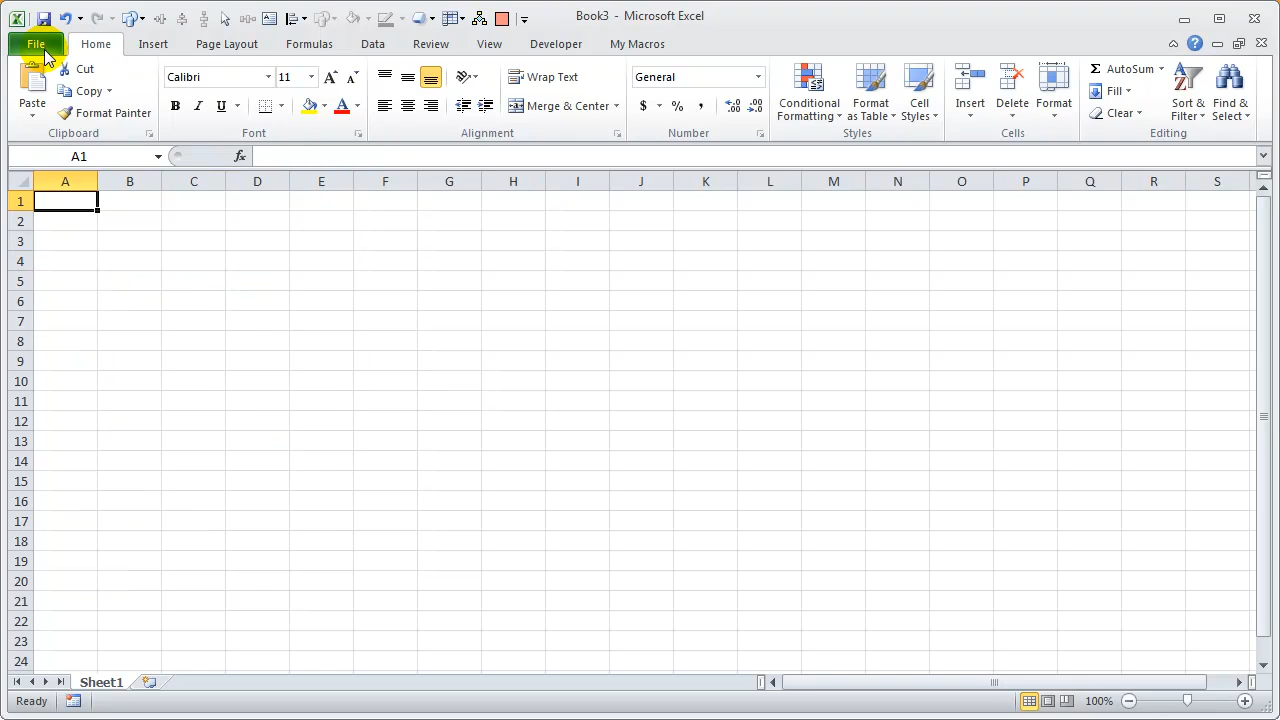 Book3 - Microsoft Excel
File Home Insert Page Layout Formulas Data Review View Developer My Macros
Paste
Cut
Copy
Format Painter
Clipboard
Calibri 11
B I U A
Font
Wrap Text
Merge & Center
Alignment
General
$ % ,
Number
Conditional Formatting
Format as Table
Cell Styles
Styles
Insert Delete Format
Cells
Σ AutoSum
Fill
Clear
Sort & Filter
Find & Select
Editing
A1 fx
A B C D E F G H I J K L M N O P Q R S
1
2
3
4
5
6
7
8
9
10
11
12
13
14
15
16
17
18
19
20
21
22
23
24
Sheet1
Ready 100%